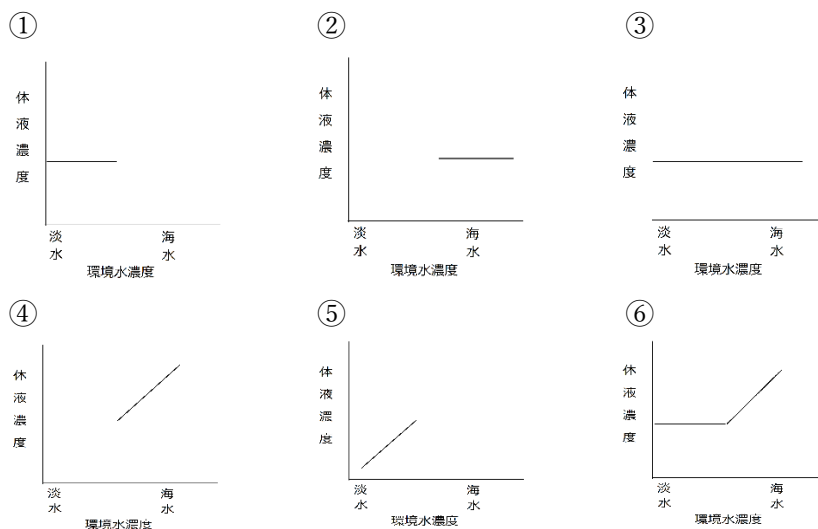 ① ② ③
体液濃度
淡水
海水
環境水濃度
体液濃度
淡水
海水
環境水濃度
体液濃度
淡水
海水
環境水濃度
④ ⑤ ⑥
体液濃度
淡水
海水
環境水濃度
体液濃度
淡水
海水
環境水濃度
体液濃度
淡水
海水
環境水濃度